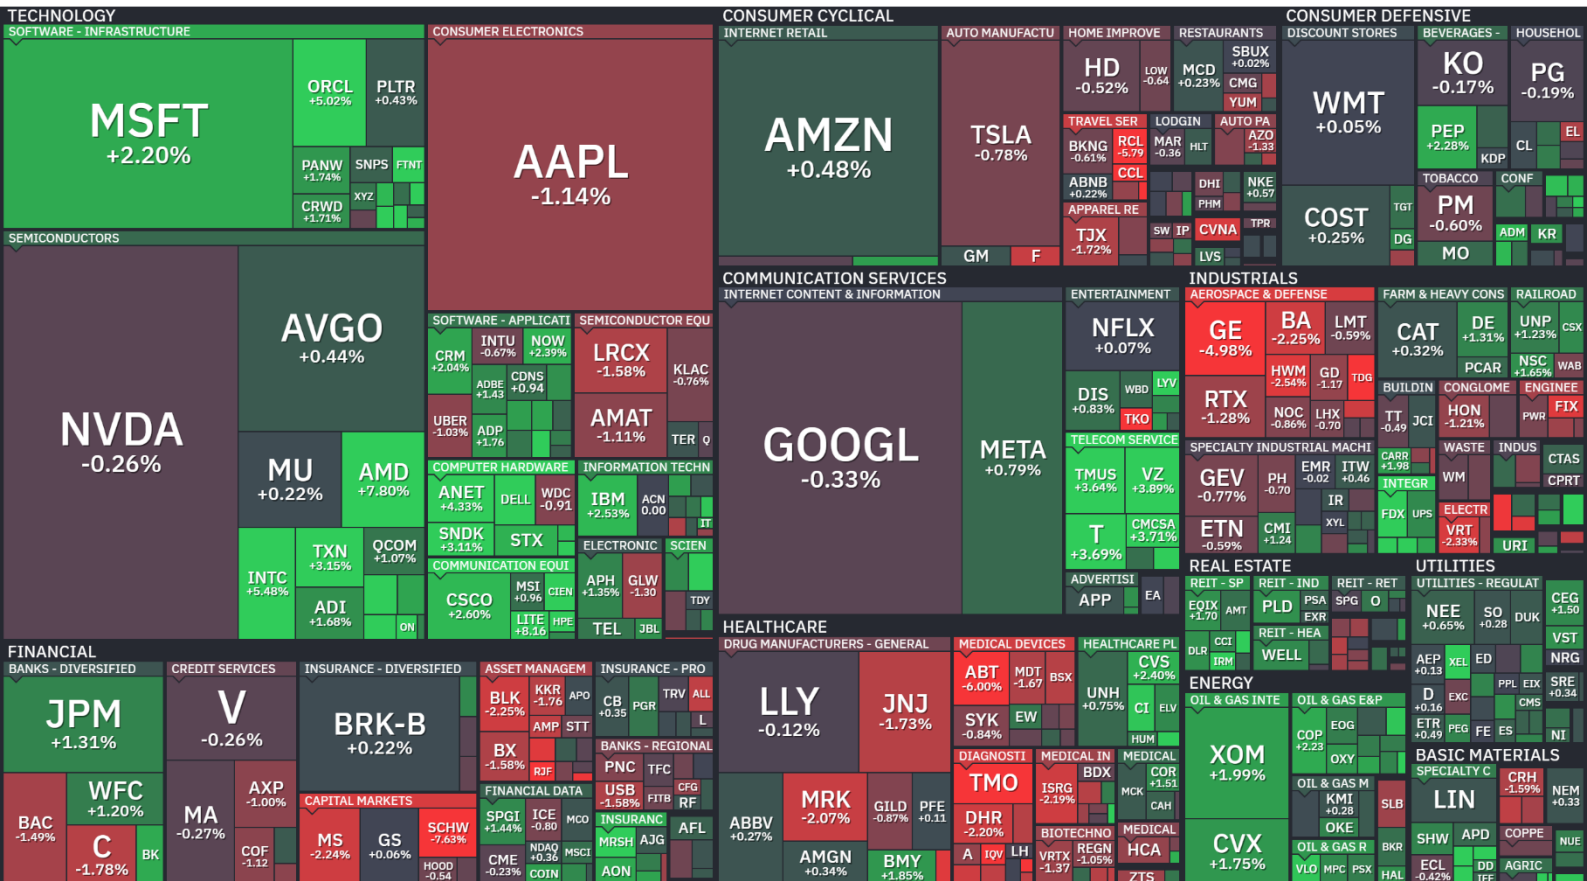 TECHNOLOGY
SOFTWARE - INFRASTRUCTURE
MSFT
+2.20%
ORCL
+5.02%
PLTR
+0.43%
PANW
+1.74%
SNPS
FTNT
CRWD
+1.71%
XYZ
CONSUMER ELECTRONICS
AAPL
-1.14%
SEMICONDUCTORS
NVDA
-0.26%
AVGO
+0.44%
MU
+0.22%
AMD
+7.80%
INTC
+5.48%
TXN
+3.15%
QCOM
+1.07%
ADI
+1.68%
ON
SOFTWARE - APPLICATI
CRM
+2.04%
INTU
-0.67%
NOW
+2.39%
ADBE
+1.43
CDNS
+0.94
UBER
-1.03%
ADP
+1.76
SEMICONDUCTOR EQU
LRCX
-1.58%
KLAC
-0.76%
AMAT
-1.11%
TER
Q
COMPUTER HARDWARE
ANET
+4.33%
DELL
WDC
-0.91
SNDK
+3.11%
STX
INFORMATION TECHN
IBM
+2.53%
ACN
0.00
IT
COMMUNICATION EQUI
CSCO
+2.60%
MSI
+0.96
CIEN
LITE
+8.16
HPE
ELECTRONIC
APH
+1.35%
GLW
-1.30
TEL
JBL
SCIEN
TDY
FINANCIAL
BANKS - DIVERSIFIED
JPM
+1.31%
BAC
-1.49%
WFC
+1.20%
C
-1.78%
BK
CREDIT SERVICES
V
-0.26%
MA
-0.27%
AXP
-1.00%
COF
-1.12
INSURANCE - DIVERSIFIED
BRK-B
+0.22%
CAPITAL MARKETS
MS
-2.24%
GS
+0.06%
SCHW
-7.63%
HOOD
-0.54
ASSET MANAGEM
BLK
-2.25%
KKR
-1.76
APO
AMP
STT
BX
-1.58%
RJF
FINANCIAL DATA
SPGI
+1.44%
ICE
-0.80
MCO
CME
-0.23%
NDAQ
+0.36
MSCI
COIN
INSURANCE - PRO
CB
+0.35
PGR
TRV
ALL
L
BANKS - REGIONAL
PNC
TFC
USB
-1.58%
FITB
CFG
RF
INSURANC
MRSH
AJG
AON
AFL
CONSUMER CYCLICAL
INTERNET RETAIL
AMZN
+0.48%
AUTO MANUFACTU
TSLA
-0.78%
GM
F
HOME IMPROVE
HD
-0.52%
LOW
-0.64
RESTAURANTS
MCD
+0.23%
SBUX
+0.02%
CMG
YUM
TRAVEL SER
BKNG
-0.61%
RCL
-5.79
ABNB
+0.22%
CCL
LODGIN
MAR
-0.36
HLT
AUTO PA
AZO
-1.33
DHI
PHM
NKE
+0.57
APPAREL RE
TJX
-1.72%
SW
IP
CVNA
TPR
LVS
CONSUMER DEFENSIVE
DISCOUNT STORES
WMT
+0.05%
COST
+0.25%
TGT
DG
BEVERAGES -
KO
-0.17%
PEP
+2.28%
KDP
HOUSEHOL
PG
-0.19%
CL
EL
TOBACCO
PM
-0.60%
MO
CONF
ADM
KR
COMMUNICATION SERVICES
INTERNET CONTENT & INFORMATION
GOOGL
-0.33%
META
+0.79%
ENTERTAINMENT
NFLX
+0.07%
DIS
+0.83%
WBD
LYV
TKO
TELECOM SERVICE
TMUS
+3.64%
VZ
+3.89%
T
+3.69%
CMCSA
+3.71%
ADVERTISI
APP
EA
INDUSTRIALS
AEROSPACE & DEFENSE
GE
-4.98%
BA
-2.25%
LMT
-0.59%
RTX
-1.28%
HWM
-2.54%
GD
-1.17
TDG
NOC
-0.86%
LHX
-0.70
FARM & HEAVY CONS
CAT
+0.32%
DE
+1.31%
PCAR
RAILROAD
UNP
+1.23%
CSX
NSC
+1.65%
WAB
BUILDIN
TT
-0.49
JCI
CARR
+1.98
CONGLOME
HON
-1.21%
ENGINEE
PWR
FIX
SPECIALTY INDUSTRIAL MACHI
GEV
-0.77%
PH
-0.70
EMR
-0.02
ITW
+0.46
IR
ETN
-0.59%
CMI
+1.24
XYL
WASTE
WM
INDUS
CTAS
CPRT
INTEGR
FDX
UPS
ELECTR
VRT
-2.33%
URI
HEALTHCARE
DRUG MANUFACTURERS - GENERAL
LLY
-0.12%
JNJ
-1.73%
ABBV
+0.27%
MRK
-2.07%
GILD
-0.87%
PFE
+0.11
AMGN
+0.34%
BMY
+1.85%
MEDICAL DEVICES
ABT
-6.00%
MDT
-1.67
BSX
SYK
-0.84%
EW
HEALTHCARE PL
UNH
+0.75%
CVS
+2.40%
CI
ELV
HUM
DIAGNOSTI
TMO
DHR
-2.20%
A
IQV
LH
MEDICAL IN
ISRG
-2.19%
BDX
MEDICAL
MCK
COR
+1.51
CAH
BIOTECHNO
VRTX
-1.37
REGN
-1.05%
MEDICAL
HCA
ZTS
REAL ESTATE
REIT - SP
EQIX
+1.70
AMT
DLR
CCI
IRM
REIT - IND
PLD
PSA
EXR
REIT - RET
SPG
O
REIT - HEA
WELL
ENERGY
OIL & GAS INTE
XOM
+1.99%
CVX
+1.75%
OIL & GAS E&P
COP
+2.23
EOG
OXY
OIL & GAS M
KMI
+0.28
OKE
SLB
BKR
HAL
OIL & GAS R
VLO
MPC
PSX
UTILITIES
UTILITIES - REGULAT
NEE
+0.65%
SO
+0.28
DUK
CEG
+1.50
VST
NRG
AEP
+0.13
XEL
ED
D
+0.16
EXC
PPL
EIX
SRE
+0.34
ETR
+0.49
PEG
FE
ES
CMS
NI
BASIC MATERIALS
SPECIALTY C
LIN
CRH
-1.59%
NEM
+0.33
SHW
APD
COPPE
NUE
ECL
-0.42%
DD
IFF
AGRIC